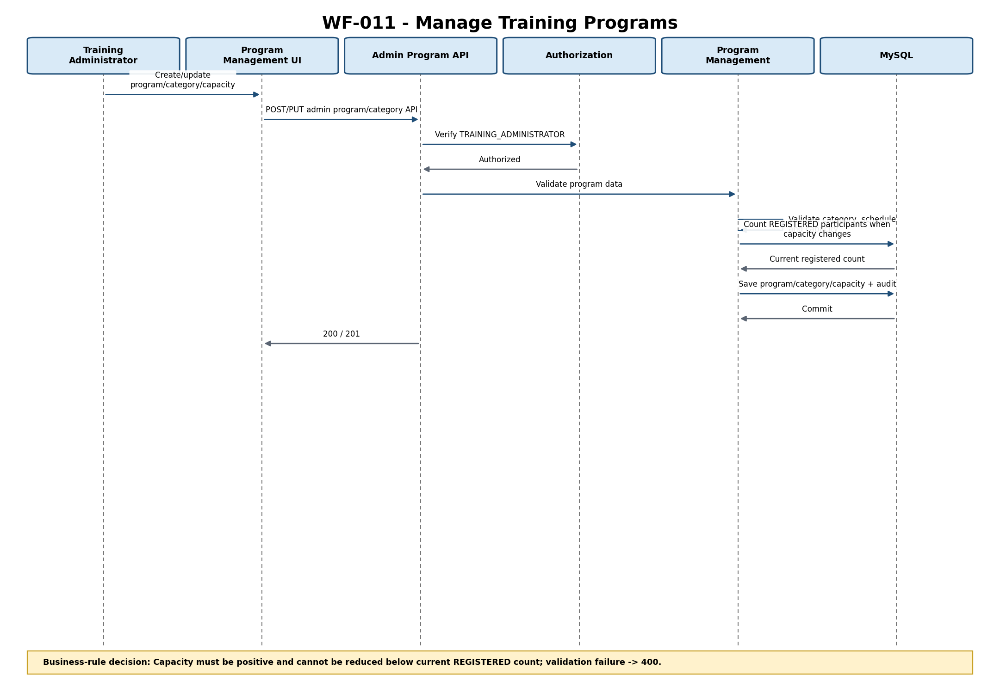 WF-011 - Manage Training Programs
Training
Administrator
Program
Management UI
Admin Program API
Authorization
Program
Management
MySQL
Create/update
program/category/capacity
POST/PUT admin program/category API
Verify TRAINING_ADMINISTRATOR
Authorized
Validate program data
Validate category, schedule
Count REGISTERED participants when
capacity changes
Current registered count
Save program/category/capacity + audit
Commit
200 / 201
Business-rule decision: Capacity must be positive and cannot be reduced below current REGISTERED count; validation failure -> 400.